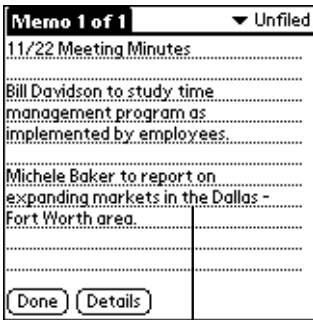 Memo 1 of 1
Unfiled
11/22 Meeting Minutes
Bill Davidson to study time
management program as
implemented by employees.
Michele Baker to report on
expanding markets in the Dallas -
Fort Worth area.
Done
Details